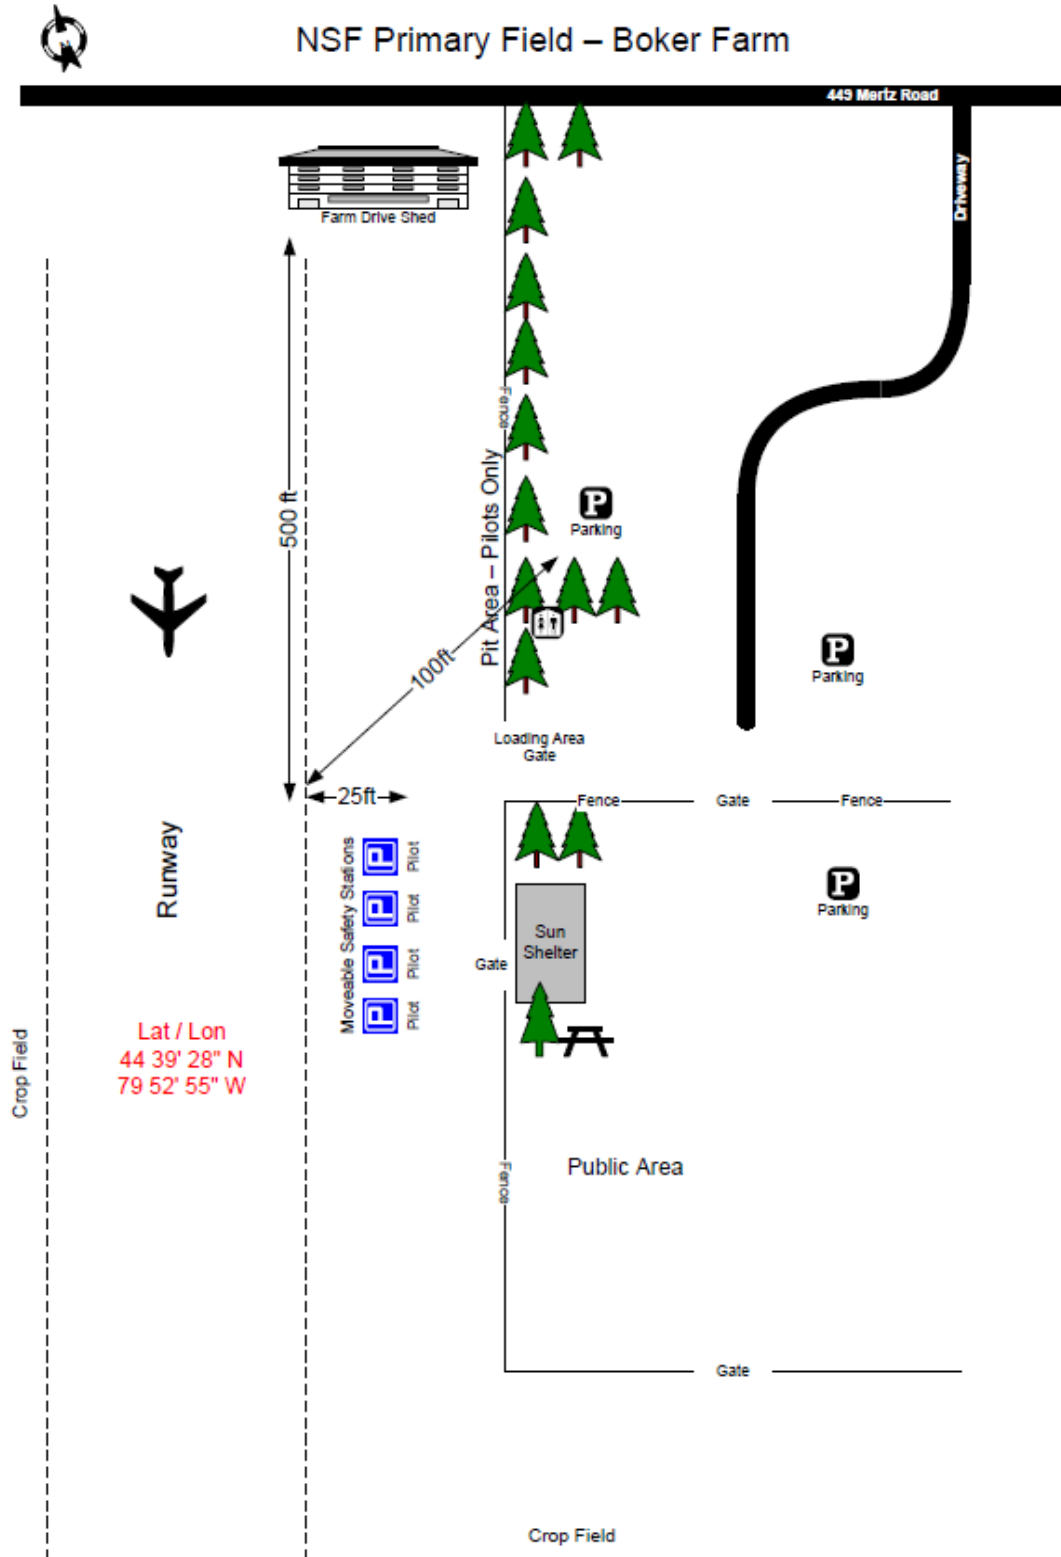 NSF Primary Field – Boker Farm
449 Mertz Road
Driveway
Farm Drive Shed
Fence
500 ft
Pit Area – Pilots Only
P
Parking
100ft
P
Parking
Loading Area
Gate
25ft
Fence
Gate
Fence
Runway
Moveable Safety Stations
P
Pilot
P
Pilot
P
Pilot
P
Pilot
P
Parking
Sun
Shelter
Gate
Lat / Lon
44 39' 28" N
79 52' 55" W
Crop Field
Fence
Public Area
Gate
Crop Field